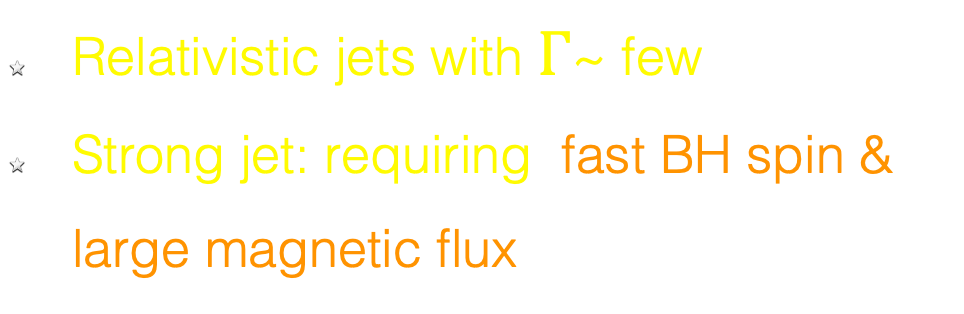 Relativistic jets with Γ~ few
Strong jet: requiring fast BH spin &
large magnetic flux